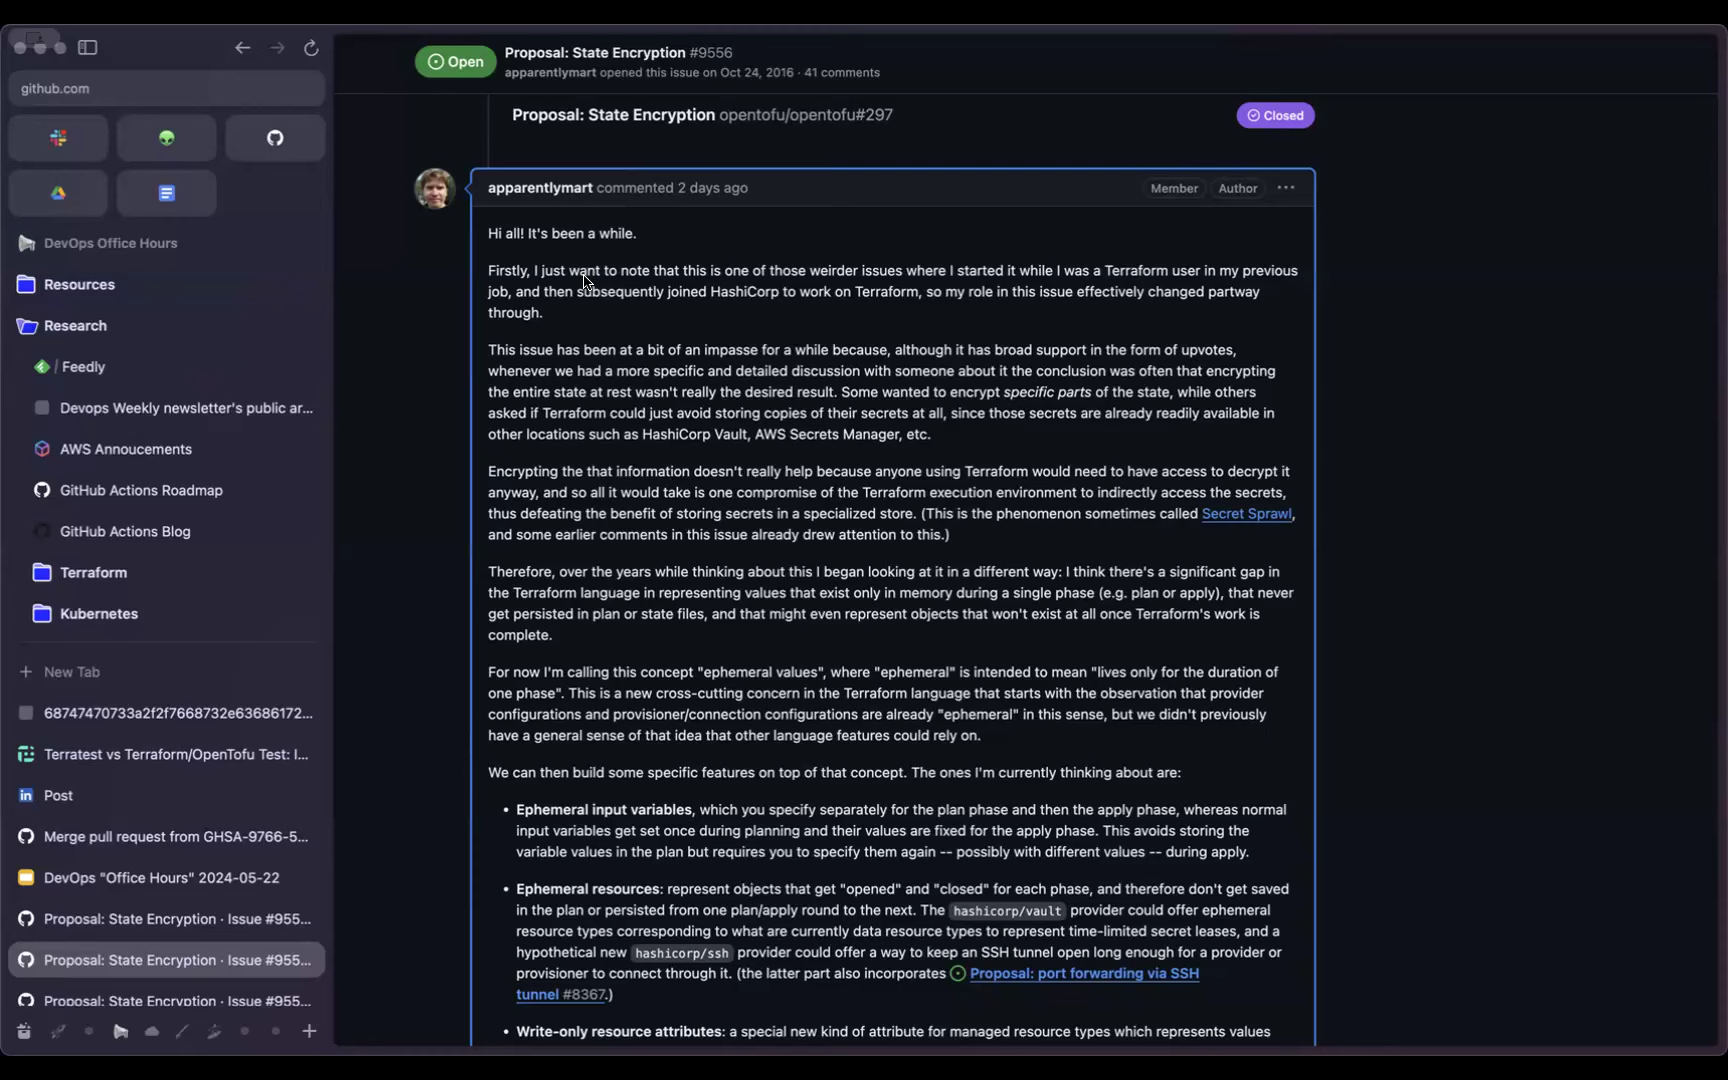 github.com
DevOps Office Hours
Resources
Research
/ Feedly
Devops Weekly newsletter's public ar...
AWS Annoucements
GitHub Actions Roadmap
GitHub Actions Blog
Terraform
Kubernetes
New Tab
68747470733a2f2f7668732e63686172...
Terratest vs Terraform/OpenTofu Test: I...
Post
Merge pull request from GHSA-9766-5...
DevOps "Office Hours" 2024-05-22
Proposal: State Encryption · Issue #955...
Proposal: State Encryption · Issue #955...
Proposal: State Encryption · Issue #955...
Open
Proposal: State Encryption #9556
apparentlymart opened this issue on Oct 24, 2016 · 41 comments
Proposal: State Encryption opentofu/opentofu#297
Closed
apparentlymart commented 2 days ago
Member
Author
Hi all! It's been a while.
Firstly, I just want to note that this is one of those weirder issues where I started it while I was a Terraform user in my previous
job, and then subsequently joined HashiCorp to work on Terraform, so my role in this issue effectively changed partway
through.
This issue has been at a bit of an impasse for a while because, although it has broad support in the form of upvotes,
whenever we had a more specific and detailed discussion with someone about it the conclusion was often that encrypting
the entire state at rest wasn't really the desired result. Some wanted to encrypt specific parts of the state, while others
asked if Terraform could just avoid storing copies of their secrets at all, since those secrets are already readily available in
other locations such as HashiCorp Vault, AWS Secrets Manager, etc.
Encrypting the that information doesn't really help because anyone using Terraform would need to have access to decrypt it
anyway, and so all it would take is one compromise of the Terraform execution environment to indirectly access the secrets,
thus defeating the benefit of storing secrets in a specialized store. (This is the phenomenon sometimes called Secret Sprawl,
and some earlier comments in this issue already drew attention to this.)
Therefore, over the years while thinking about this I began looking at it in a different way: I think there's a significant gap in
the Terraform language in representing values that exist only in memory during a single phase (e.g. plan or apply), that never
get persisted in plan or state files, and that might even represent objects that won't exist at all once Terraform's work is
complete.
For now I'm calling this concept "ephemeral values", where "ephemeral" is intended to mean "lives only for the duration of
one phase". This is a new cross-cutting concern in the Terraform language that starts with the observation that provider
configurations and provisioner/connection configurations are already "ephemeral" in this sense, but we didn't previously
have a general sense of that idea that other language features could rely on.
We can then build some specific features on top of that concept. The ones I'm currently thinking about are:
• Ephemeral input variables, which you specify separately for the plan phase and then the apply phase, whereas normal
input variables get set once during planning and their values are fixed for the apply phase. This avoids storing the
variable values in the plan but requires you to specify them again -- possibly with different values -- during apply.
• Ephemeral resources: represent objects that get "opened" and "closed" for each phase, and therefore don't get saved
in the plan or persisted from one plan/apply round to the next. The hashicorp/vault provider could offer ephemeral
resource types corresponding to what are currently data resource types to represent time-limited secret leases, and a
hypothetical new hashicorp/ssh provider could offer a way to keep an SSH tunnel open long enough for a provider or
provisioner to connect through it. (the latter part also incorporates Proposal: port forwarding via SSH
tunnel #8367.)
• Write-only resource attributes: a special new kind of attribute for managed resource types which represents values